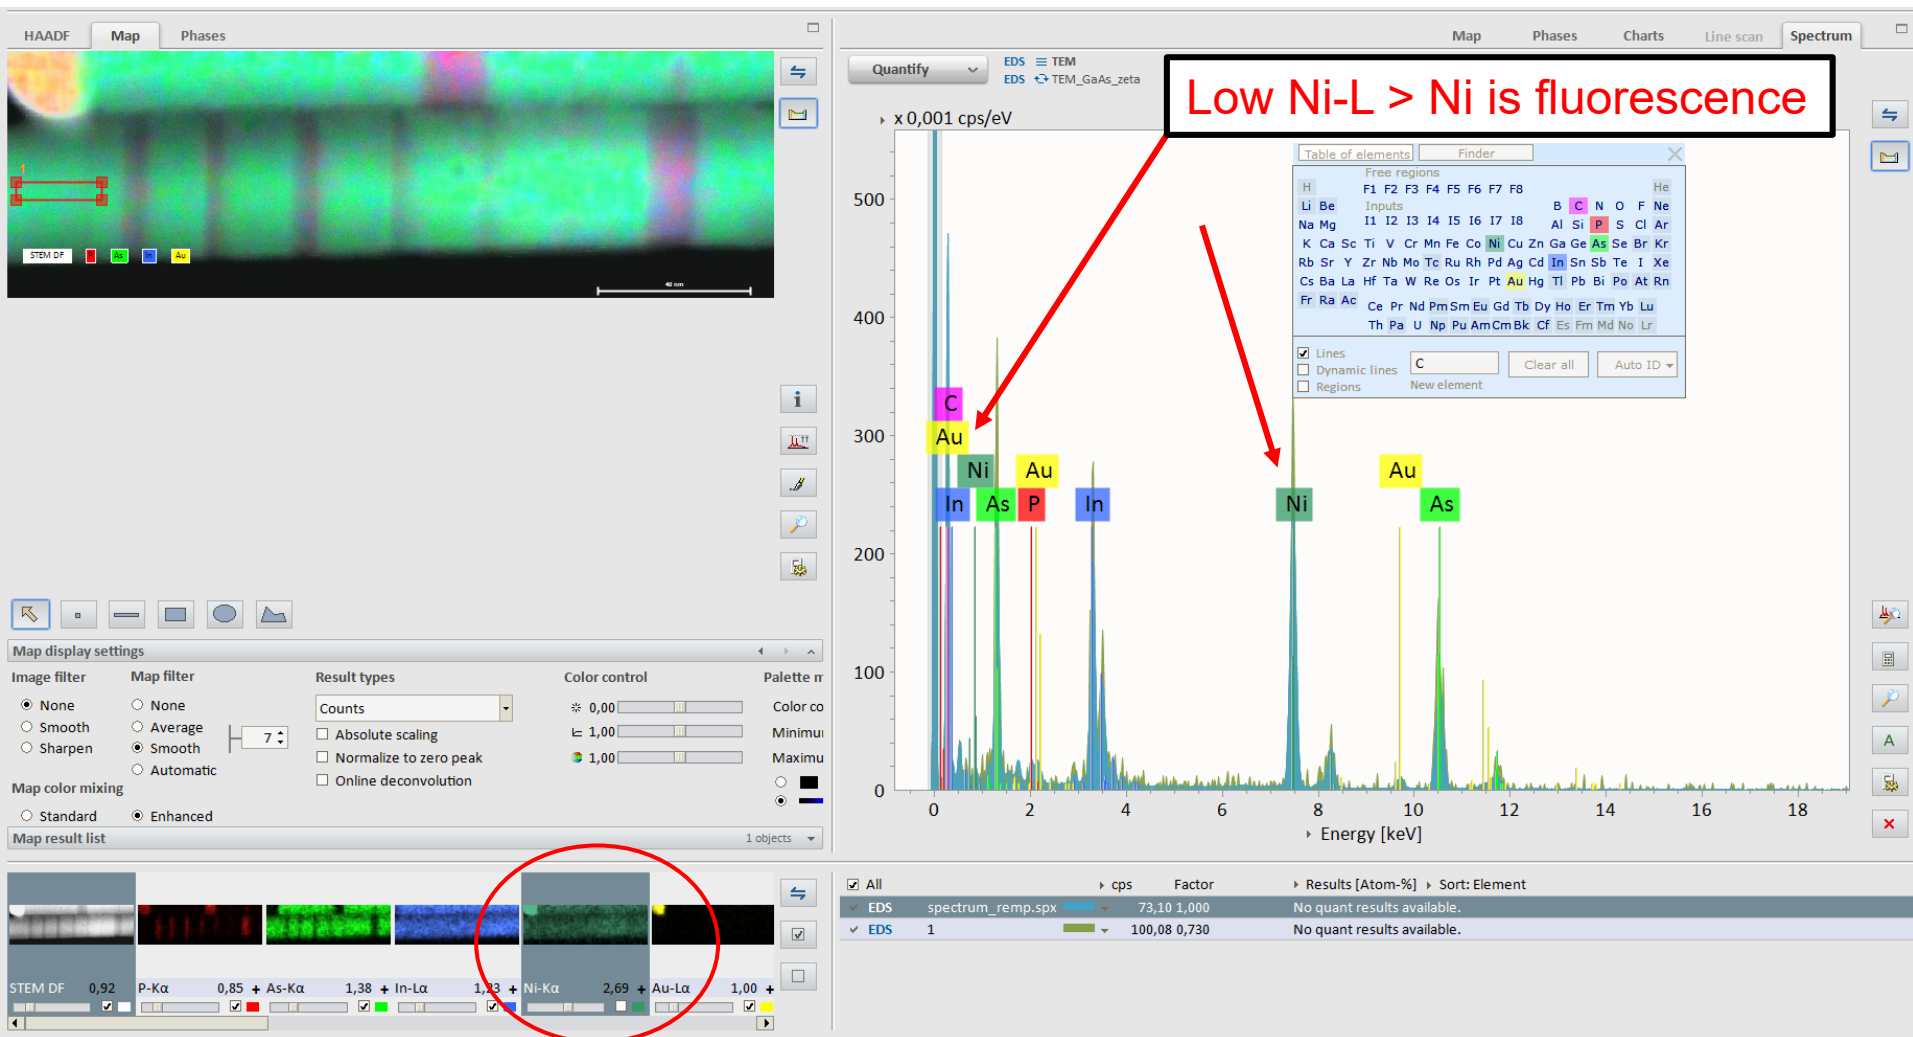 HAADF Map Phases
1
STEM DF P As In Au
40 nm
Map display settings
Image filter Map filter Result types Color control Palette m
None None Counts 0,00 Color co
Smooth Average 7 Absolute scaling 1,00 Minimum
Sharpen Smooth Normalize to zero peak 1,00 Maximu
Automatic Online deconvolution
Map color mixing
Standard Enhanced
Map result list 1 objects
STEM DF 0,92 P-Kα 0,85 + As-Kα 1,38 + In-Lα 1,23 + Ni-Kα 2,69 + Au-Lα 1,00 +
Map Phases Charts Line scan Spectrum
Quantify EDS TEM
EDS TEM_GaAs_zeta
Low Ni-L > Ni is fluorescence
x 0,001 cps/eV
500
400
300
200
100
0
0 2 4 6 8 10 12 14 16 18
Energy [keV]
C
Au
Ni Au Au
In As P In Ni As
Table of elements Finder
Free regions
H F1 F2 F3 F4 F5 F6 F7 F8 He
Li Be Inputs B C N O F Ne
Na Mg I1 I2 I3 I4 I5 I6 I7 I8 Al Si P S Cl Ar
K Ca Sc Ti V Cr Mn Fe Co Ni Cu Zn Ga Ge As Se Br Kr
Rb Sr Y Zr Nb Mo Tc Ru Rh Pd Ag Cd In Sn Sb Te I Xe
Cs Ba La Hf Ta W Re Os Ir Pt Au Hg Tl Pb Bi Po At Rn
Fr Ra Ac Ce Pr Nd Pm Sm Eu Gd Tb Dy Ho Er Tm Yb Lu
Th Pa U Np Pu Am Cm Bk Cf Es Fm Md No Lr
Lines
Dynamic lines C Clear all Auto ID
Regions New element
i
A
All cps Factor Results [Atom-%] Sort: Element
EDS spectrum_remp.spx 73,10 1,000 No quant results available.
EDS 1 100,08 0,730 No quant results available.